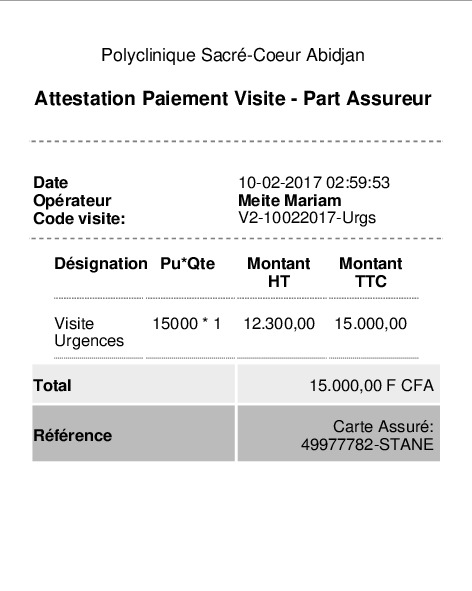 Polyclinique Sacré-Coeur Abidjan
Attestation Paiement Visite - Part Assureur
Date 10-02-2017 02:59:53
Opérateur Meite Mariam
Code visite: V2-10022017-Urgs
Désignation Pu*Qte Montant HT Montant TTC
Visite Urgences 15000 * 1 12.300,00 15.000,00
Total 15.000,00 F CFA
Référence Carte Assuré: 49977782-STANE